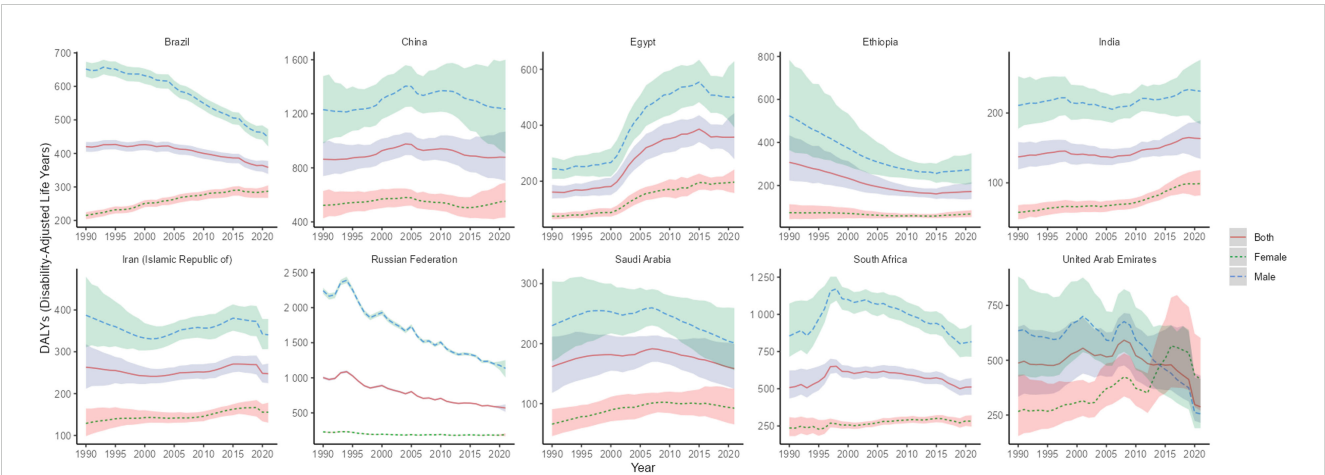 Brazil China Egypt Ethiopia India
700 600 500 400 300 200
1 600 1 200 800 400
600 400 200
800 600 400 200
200 100
1990 1995 2000 2005 2010 2015 2020
1990 1995 2000 2005 2010 2015 2020
1990 1995 2000 2005 2010 2015 2020
1990 1995 2000 2005 2010 2015 2020
1990 1995 2000 2005 2010 2015 2020
DALYs (Disability-Adjusted Life Years)
Iran (Islamic Republic of) Russian Federation Saudi Arabia South Africa United Arab Emirates
400 300 200 100
2 500 2 000 1 500 1 000 500
300 200 100
1 250 1 000 750 500 250
750 500 250
1990 1995 2000 2005 2010 2015 2020
1990 1995 2000 2005 2010 2015 2020
1990 1995 2000 2005 2010 2015 2020
1990 1995 2000 2005 2010 2015 2020
1990 1995 2000 2005 2010 2015 2020
Year
Both
Female
Male